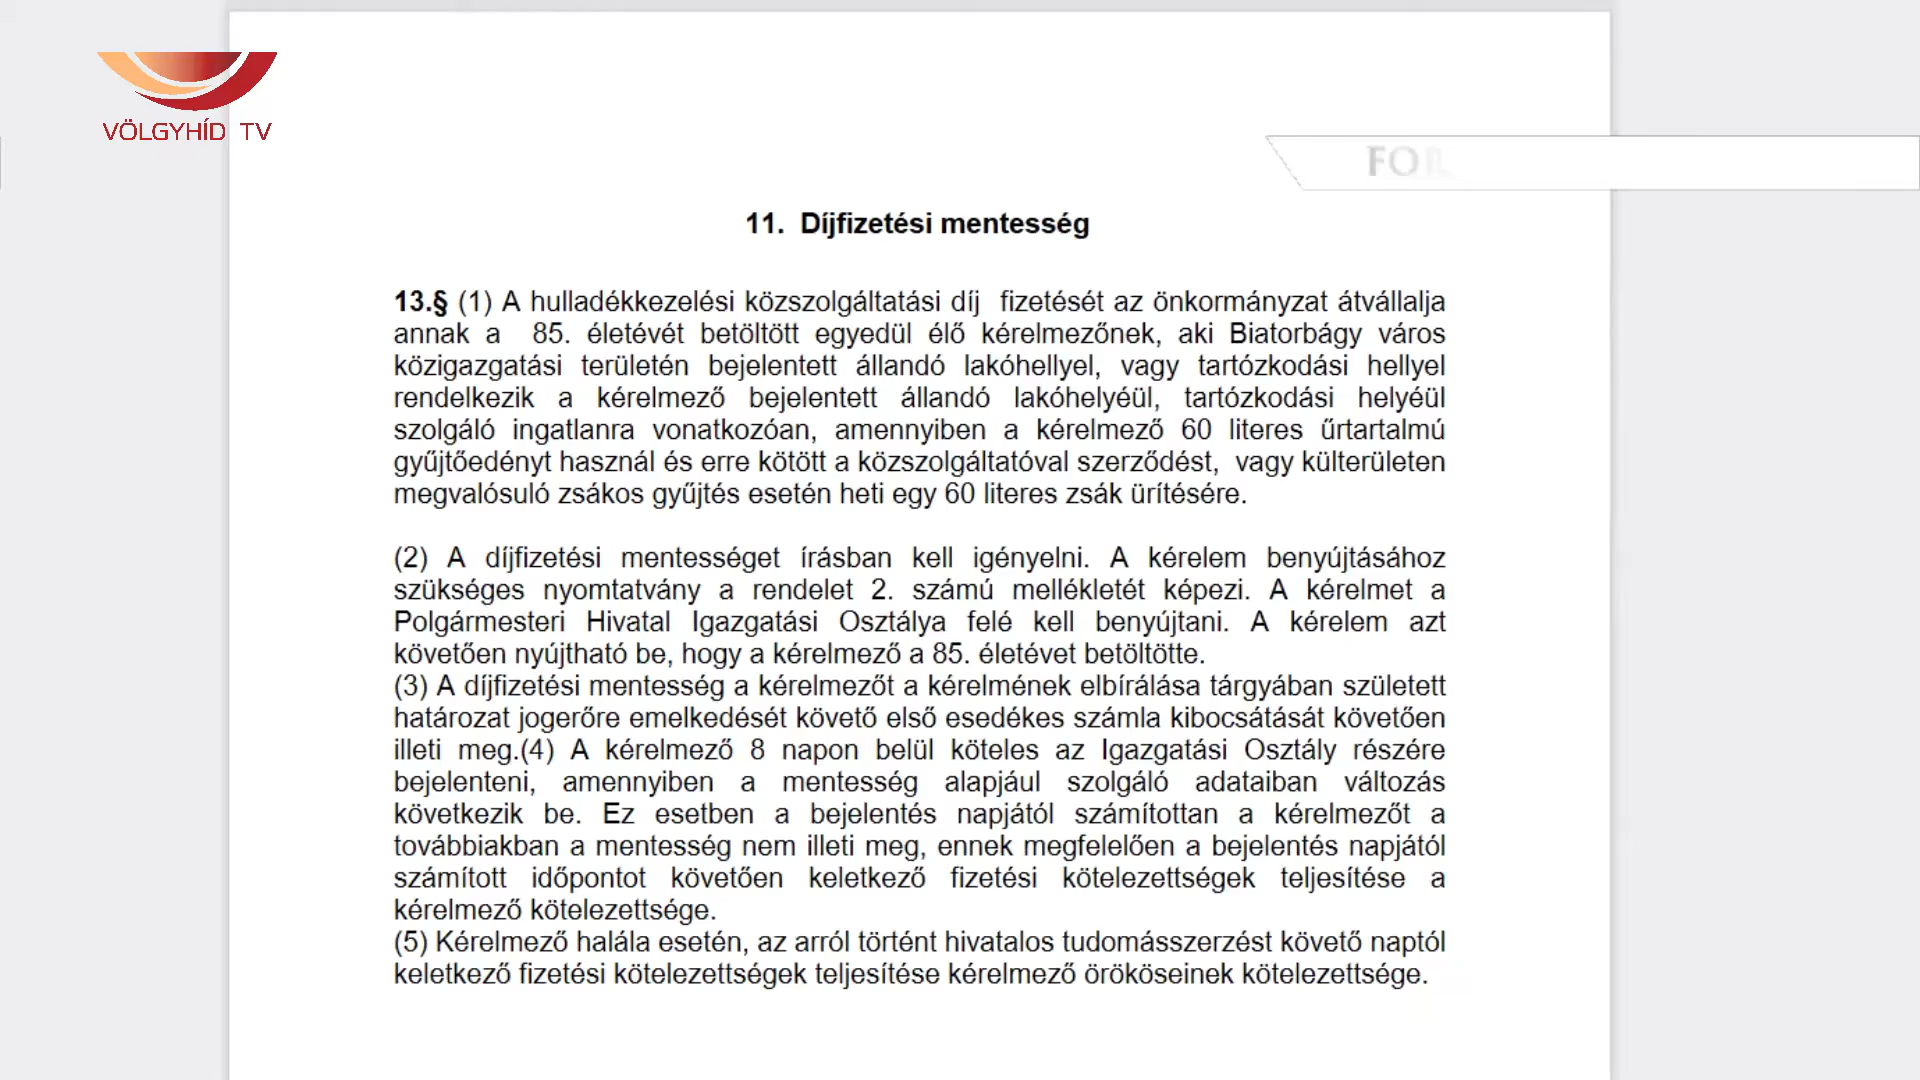 VÖLGYHÍD TV
11. Díjfizetési mentesség
13.§ (1) A hulladékkezelési közszolgáltatási díj fizetését az önkormányzat átvállalja
annak a 85. életévét betöltött egyedül élő kérelmezőnek, aki Biatorbágy város
közigazgatási területén bejelentett állandó lakóhellyel, vagy tartózkodási hellyel
rendelkezik a kérelmező bejelentett állandó lakóhelyéül, tartózkodási helyéül
szolgáló ingatlanra vonatkozóan, amennyiben a kérelmező 60 literes űrtartalmú
gyűjtőedényt használ és erre kötött a közszolgáltatóval szerződést, vagy külterületen
megvalósuló zsákos gyűjtés esetén heti egy 60 literes zsák ürítésére.
(2) A díjfizetési mentességet írásban kell igényelni. A kérelem benyújtásához
szükséges nyomtatvány a rendelet 2. számú mellékletét képezi. A kérelmet a
Polgármesteri Hivatal Igazgatási Osztálya felé kell benyújtani. A kérelem azt
követően nyújtható be, hogy a kérelmező a 85. életévet betöltötte.
(3) A díjfizetési mentesség a kérelmezőt a kérelmének elbírálása tárgyában született
határozat jogerőre emelkedését követő első esedékes számla kibocsátását követően
illeti meg.(4) A kérelmező 8 napon belül köteles az Igazgatási Osztály részére
bejelenteni, amennyiben a mentesség alapjául szolgáló adataiban változás
következik be. Ez esetben a bejelentés napjától számítottan a kérelmezőt a
továbbiakban a mentesség nem illeti meg, ennek megfelelően a bejelentés napjától
számított időpontot követően keletkező fizetési kötelezettségek teljesítése a
kérelmező kötelezettsége.
(5) Kérelmező halála esetén, az arról történt hivatalos tudomásszerzést követő naptól
keletkező fizetési kötelezettségek teljesítése kérelmező örököseinek kötelezettsége.